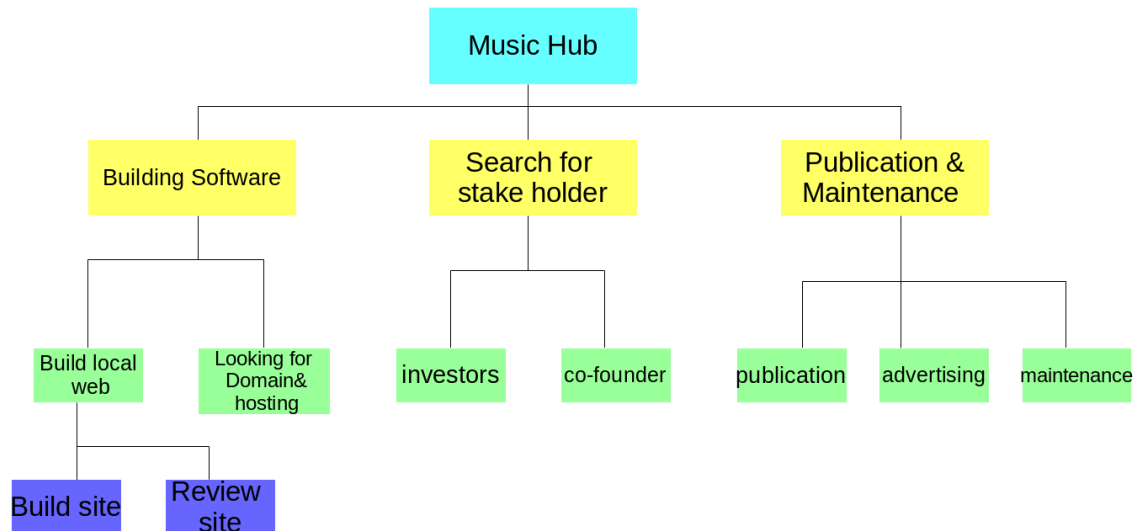 Music Hub
Building Software
Search for
stake holder
Publication &
Maintenance
Build local
web
Looking for
Domain&
hosting
investors
co-founder
publication
advertising
maintenance
Build site
Review
site